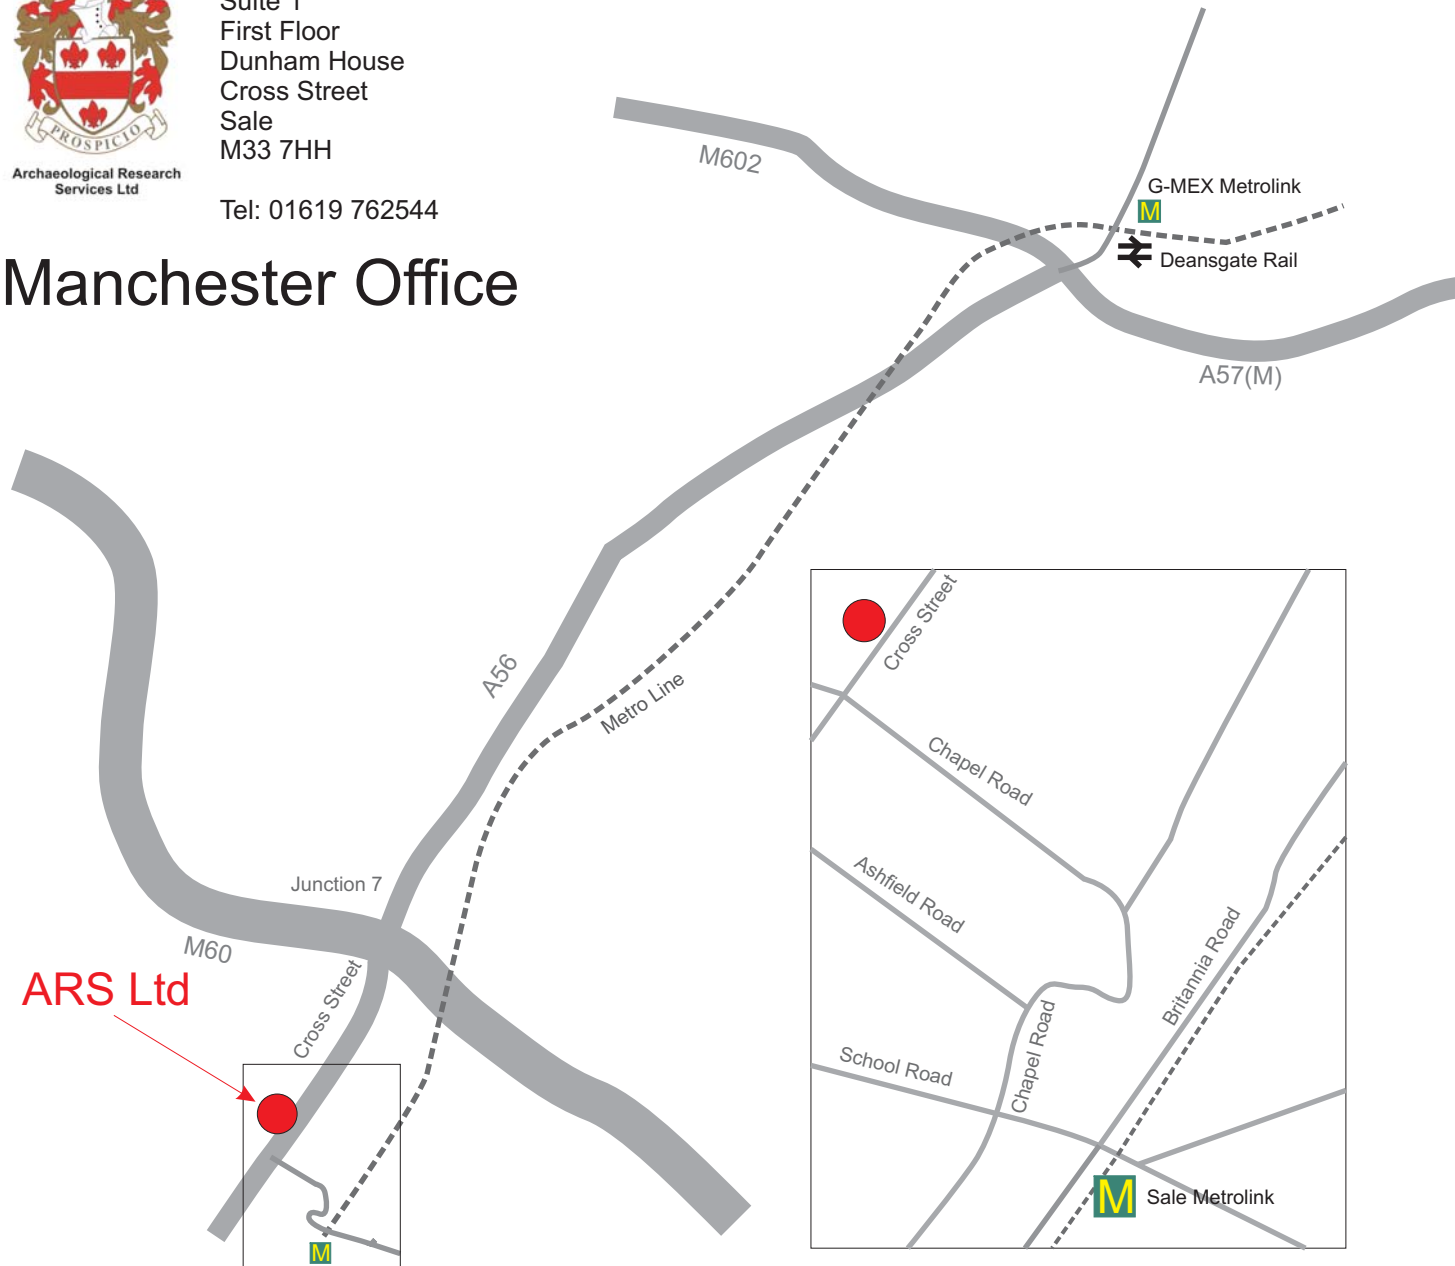 Suite 1
First Floor
Dunham House
Cross Street
Sale
M33 7HH
Tel: 01619 762544
PROSPICIO
Archaeological Research
Services Ltd
Manchester Office
M602
G-MEX Metrolink
M
Deansgate Rail
A57(M)
A56
Metro Line
Junction 7
M60
ARS Ltd
Cross Street
M
Cross Street
Chapel Road
Ashfield Road
Britannia Road
Chapel Road
School Road
M
Sale Metrolink